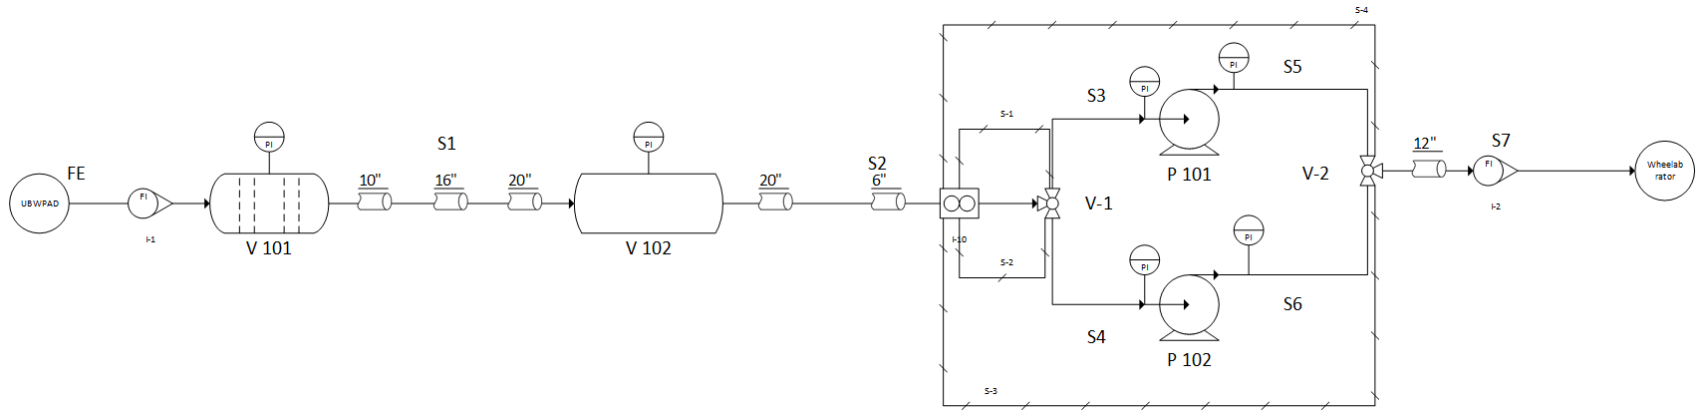 S-4
PI
S5
PI
S3
S-1
P 101
PI
S1
PI
12"
S7
FE
10"
16"
20"
20"
S2
6"
V-2
FI
Wheelab
rator
UBWPAD
FI
V-1
I-2
I-1
V 101
V 102
I-10
S-2
PI
PI
S4
S6
P 102
S-3